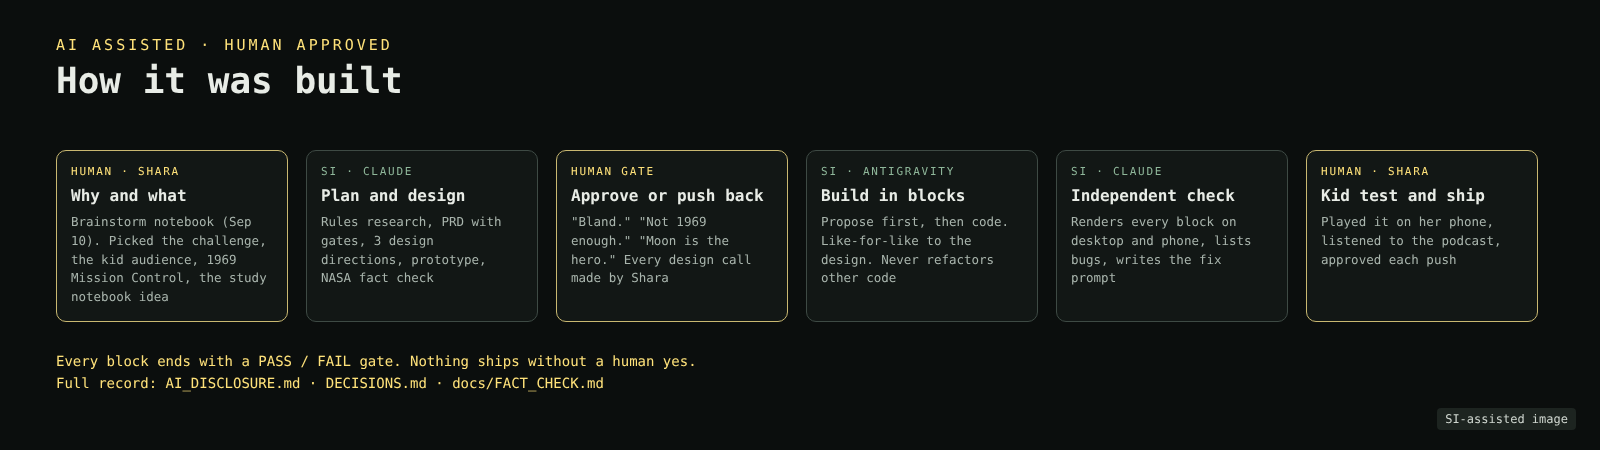 AI ASSISTED · HUMAN APPROVED
How it was built
HUMAN · SHARA
Why and what
Brainstorm notebook (Sep
10). Picked the challenge,
the kid audience, 1969
Mission Control, the study
notebook idea
SI · CLAUDE
Plan and design
Rules research, PRD with
gates, 3 design
directions, prototype,
NASA fact check
HUMAN GATE
Approve or push back
"Bland." "Not 1969
enough." "Moon is the
hero." Every design call
made by Shara
SI · ANTIGRAVITY
Build in blocks
Propose first, then code.
Like-for-like to the
design. Never refactors
other code
SI · CLAUDE
Independent check
Renders every block on
desktop and phone, lists
bugs, writes the fix
prompt
HUMAN · SHARA
Kid test and ship
Played it on her phone,
listened to the podcast,
approved each push
Every block ends with a PASS / FAIL gate. Nothing ships without a human yes.
Full record: AI_DISCLOSURE.md · DECISIONS.md · docs/FACT_CHECK.md
SI-assisted image